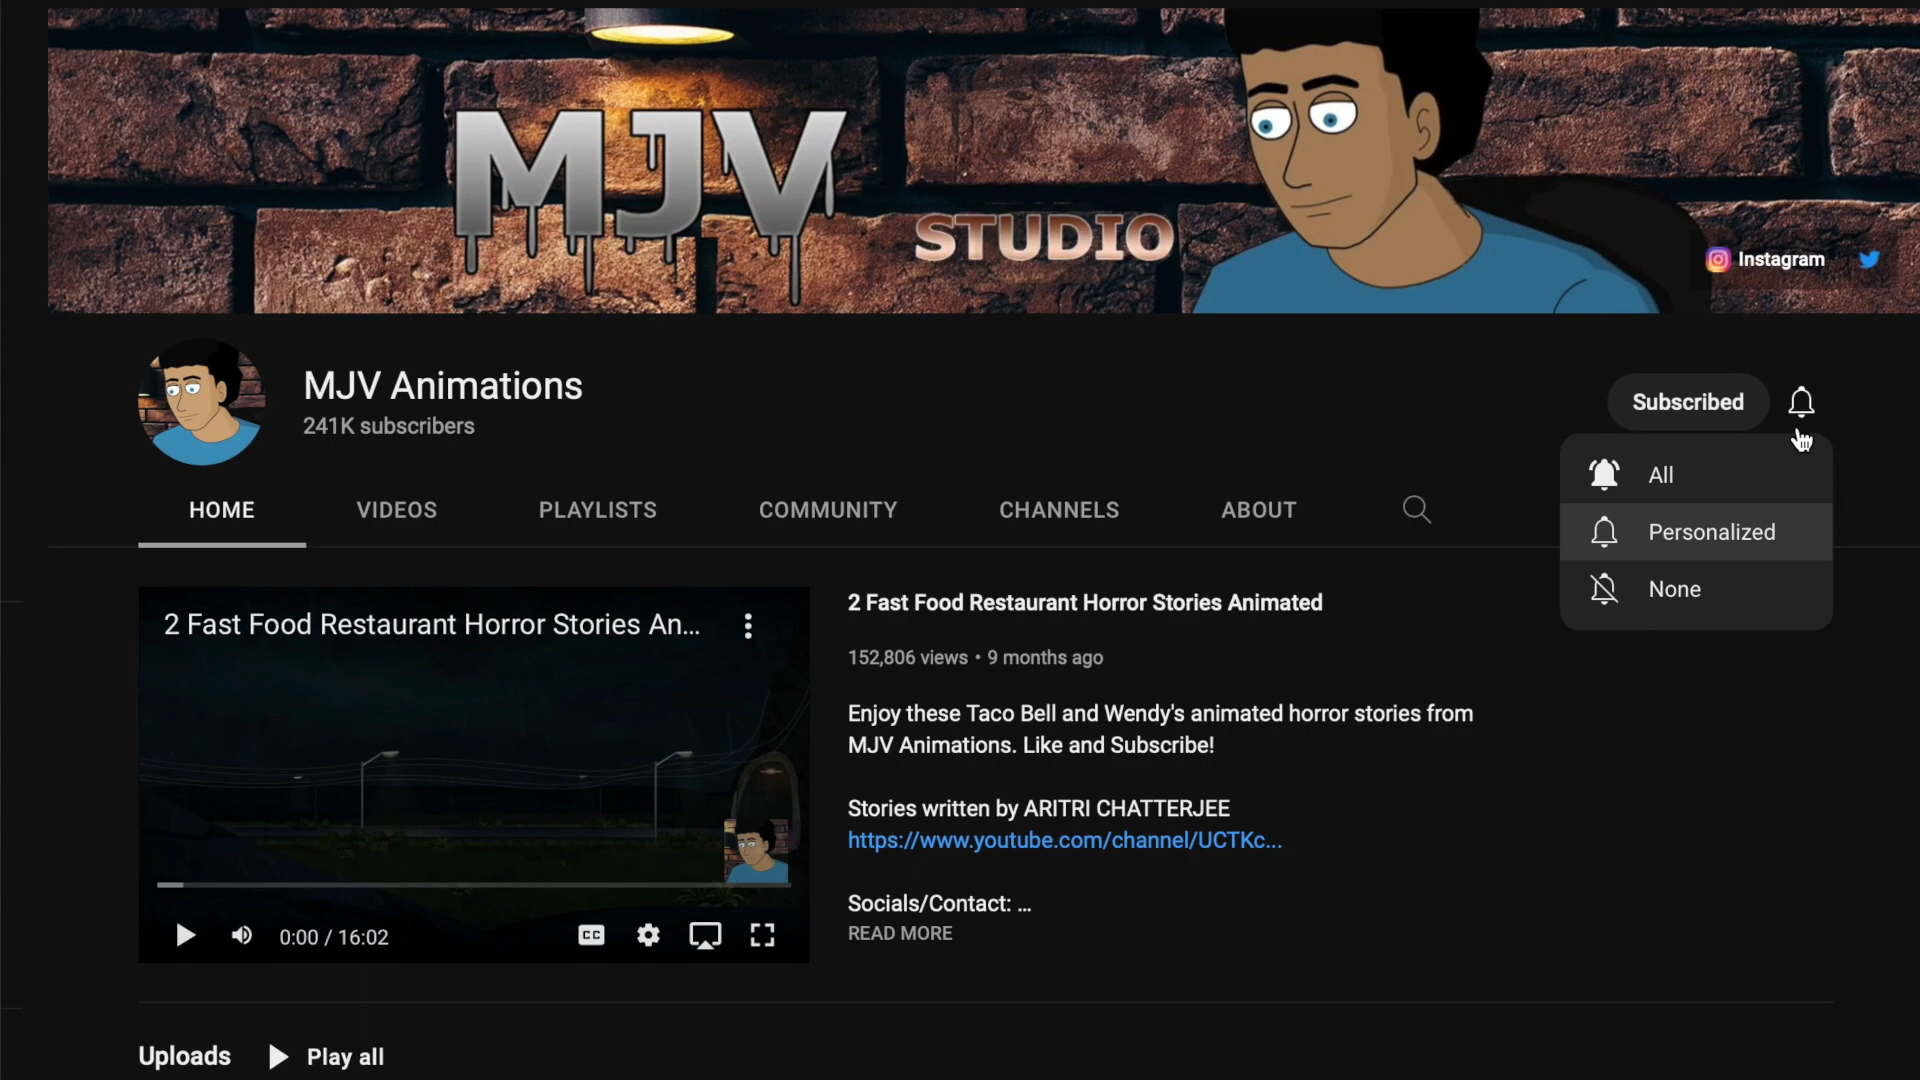 MJV
STUDIO
Instagram
MJV Animations
241K subscribers
Subscribed
All
Personalized
None
HOME
VIDEOS
PLAYLISTS
COMMUNITY
CHANNELS
ABOUT
2 Fast Food Restaurant Horror Stories An...
0:00 / 16:02
CC
2 Fast Food Restaurant Horror Stories Animated
152,806 views • 9 months ago
Enjoy these Taco Bell and Wendy's animated horror stories from
MJV Animations. Like and Subscribe!
Stories written by ARITRI CHATTERJEE
https://www.youtube.com/channel/UCTKc...
Socials/Contact: ...
READ MORE
Uploads
Play all